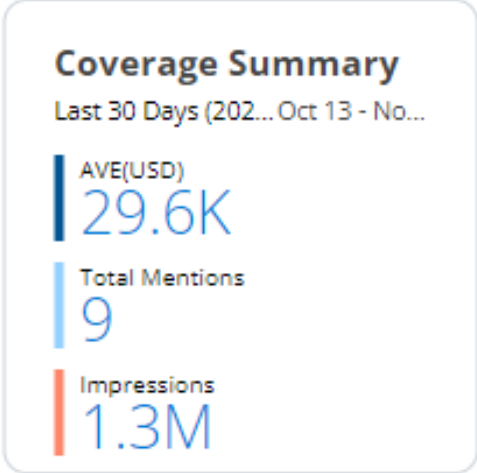 Coverage Summary
Last 30 Days (202... Oct 13 - No...
AVE(USD)
29.6K
Total Mentions
9
Impressions
1.3M